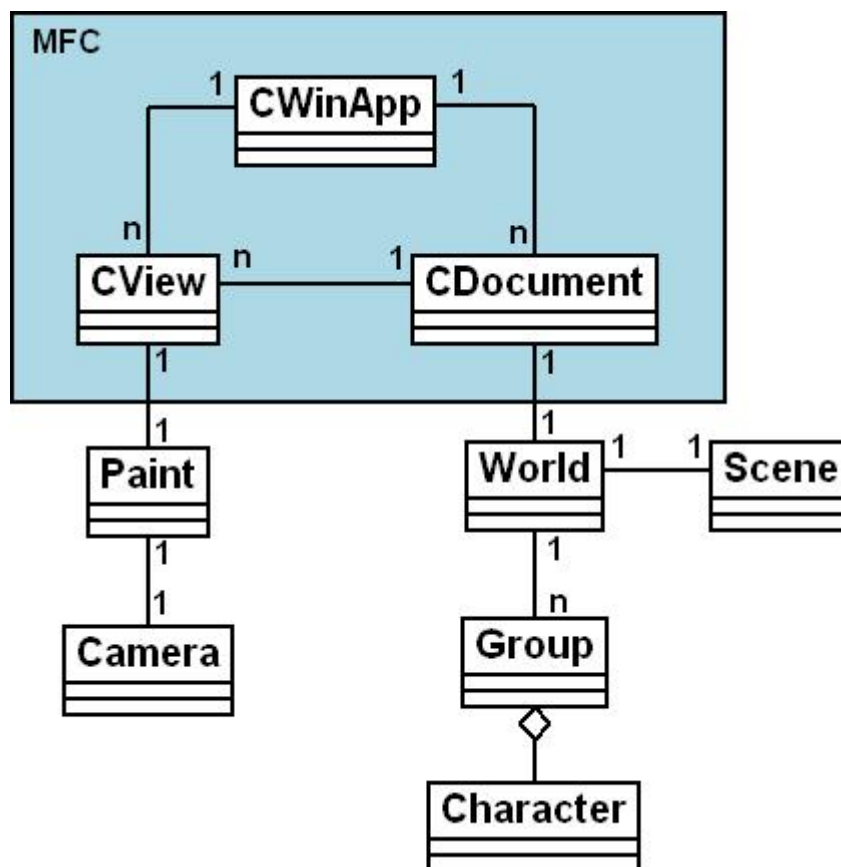 MFC
1
1
CWinApp
n
n
n
1
CView
CDocument
1
1
1
1
Paint
World
1
1
Scene
1
1
1
n
Camera
Group
Character